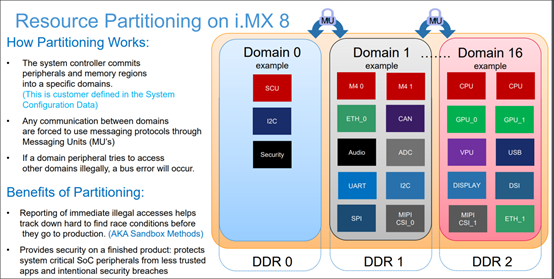 Resource Partitioning on i.MX 8
How Partitioning Works:
• The system controller commits
peripherals and memory regions
into a specific domains.
(This is customer defined in the System
Configuration Data)
• Any communication between domains
are forced to use messaging protocols through
Messaging Units (MU's)
• If a domain peripheral tries to access
other domains illegally, a bus error will occur.
Benefits of Partitioning:
• Reporting of immediate illegal accesses helps
track down hard to find race conditions before
they go to production. (AKA Sandbox Methods)
• Provides security on a finished product: protects
system critical SoC peripherals from less trusted
apps and intentional security breaches
MU
MU
Domain 0
example
SCU
I2C
Security
DDR 0
Domain 1
example
M4 0
M4 1
ETH_0
CAN
Audio
ADC
UART
I2C
SPI
MIPI
CSI_0
DDR 1
........
Domain 16
example
CPU
CPU
GPU_0
GPU_1
VPU
USB
DISPLAY
DSI
MIPI
CSI_1
ETH_1
DDR 2